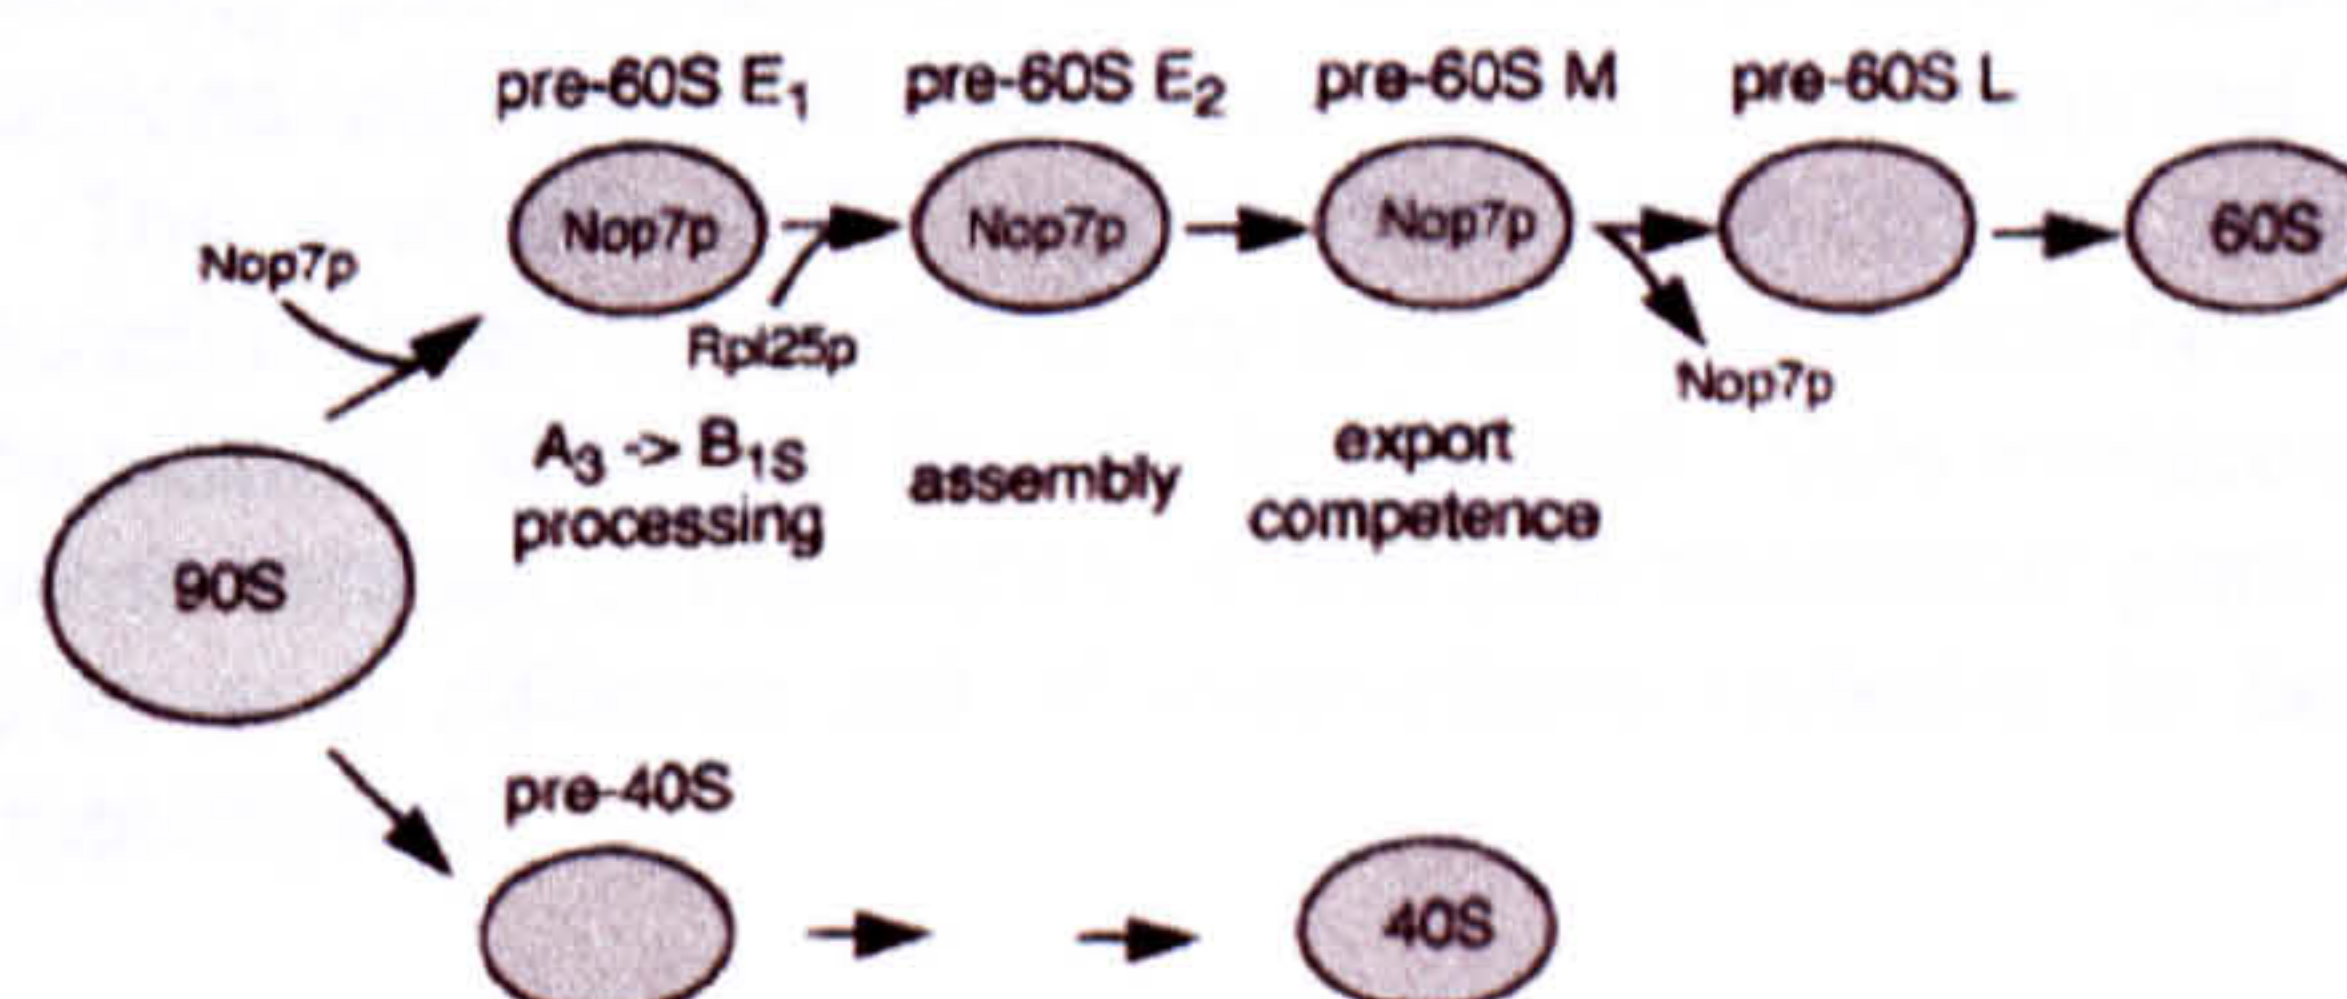 pre-60S E1 pre-60S E2 pre-60S M pre-60S L
Nop7p Nop7p Nop7p Nop7p 60S
Rpl25p
Nop7p
A3 -> B1S
processing
assembly
export
competence
90S
pre-40S
40S